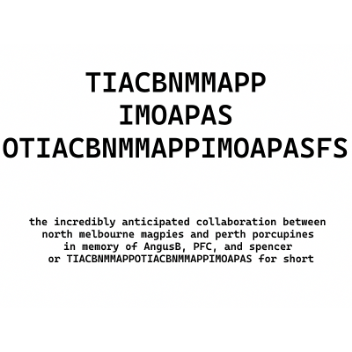 TIACBNMMAPP
IMOAPAS
OTIACBNMMAPPIMOAPASFS
the incredibly anticipated collaboration between
north melbourne magpies and perth porcupines
in memory of AngusB, PFC, and spencer
or TIACBNMMAPPOTIACBNMMAPPIMOAPAS for short